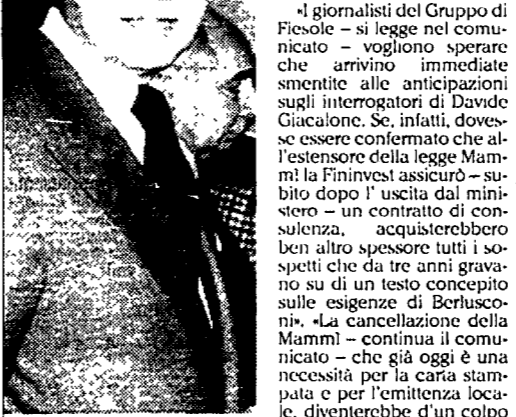 «I giornalisti del Gruppo di
Fiesole – si legge nel comu-
nicato – vogliono sperare
che arrivino immediate
smentite alle anticipazioni
sugli interrogatori di Davide
Giacalone. Se, infatti, doves-
se essere confermato che al-
l'estensore della legge Mam-
mì la Fininvest assicurò – su-
bito dopo l' uscita dal mini-
stero – un contratto di con-
sulenza, acquisterebbero
ben altro spessore tutti i so-
spetti che da tre anni grava-
no su di un testo concepito
sulle esigenze di Berlusco-
ni». «La cancellazione della
Mammì – continua il comu-
nicato – che già oggi è una
necessità per la carta stam-
pata e per l'emittenza loca-
le, diventerebbe d'un colpo